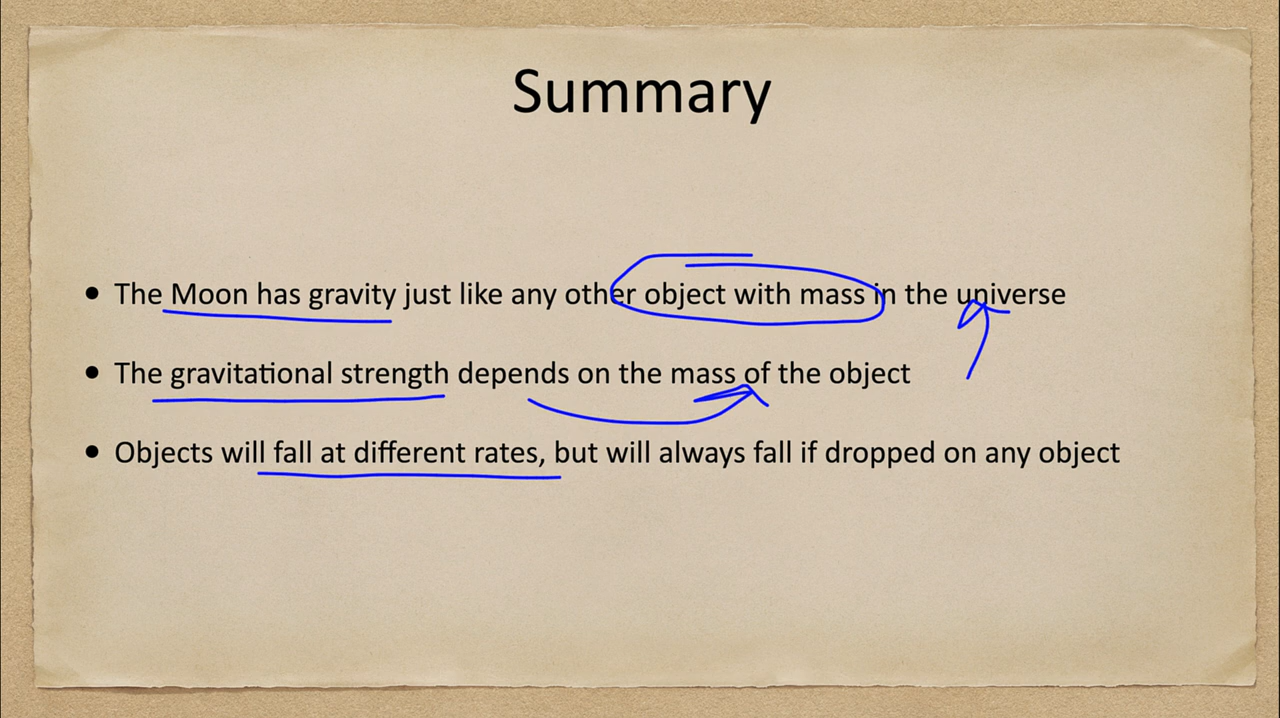 Summary
• The Moon has gravity just like any other object with mass in the universe
• The gravitational strength depends on the mass of the object
• Objects will fall at different rates, but will always fall if dropped on any object